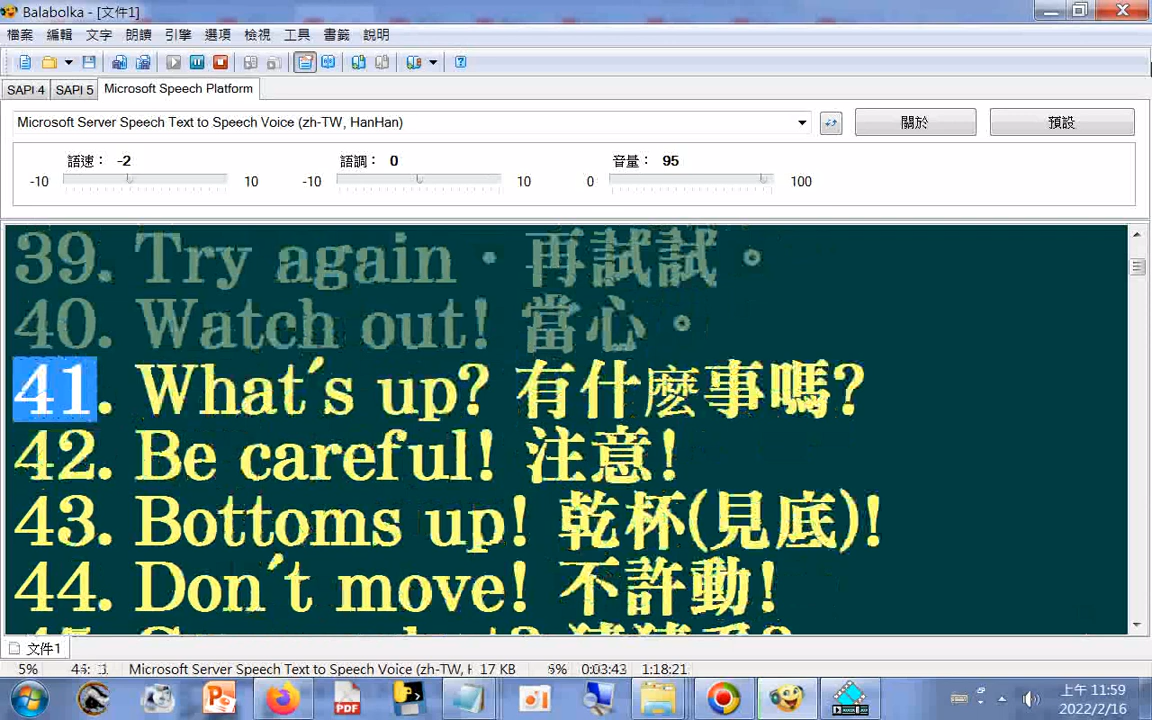 Balabolka - [文件1]
檔案 編輯 文字 朗讀 引擎 選項 檢視 工具 書籤 說明
SAPI 4 SAPI 5 Microsoft Speech Platform
Microsoft Server Speech Text to Speech Voice (zh-TW, HanHan) 關於 預設
語速： -2 語調： 0 音量： 95
-10 10 -10 10 0 100
39. Try again．再試試。
40. Watch out! 當心。
41. What's up? 有什麽事嗎?
42. Be careful! 注意!
43. Bottoms up! 乾杯(見底)!
44. Don't move! 不許動!
文件1
5% Microsoft Server Speech Text to Speech Voice (zh-TW, H 17 KB 0:03:43 1:18:21
PDF
上午 11:59
2022/2/16